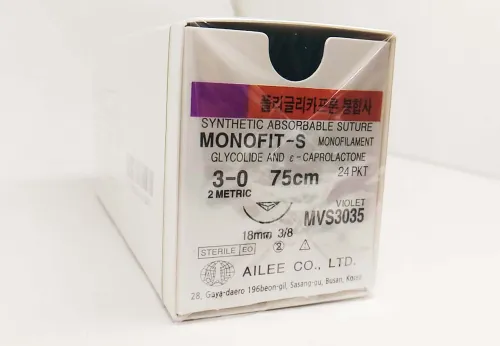 폴리글리카프론 봉합사
SYNTHETIC ABSORBABLE SUTURE
MONOFIT-S MONOFILAMENT
GLYCOLIDE AND ε-CAPROLACTONE
3-0 75cm 24 PKT
2 METRIC
VIOLET
MVS3035
18mm 3/8
STERILE EO 2
AILEE CO., LTD.
28, Goya-daero 196beon-gil, Sasang-gu, Busan, Korea